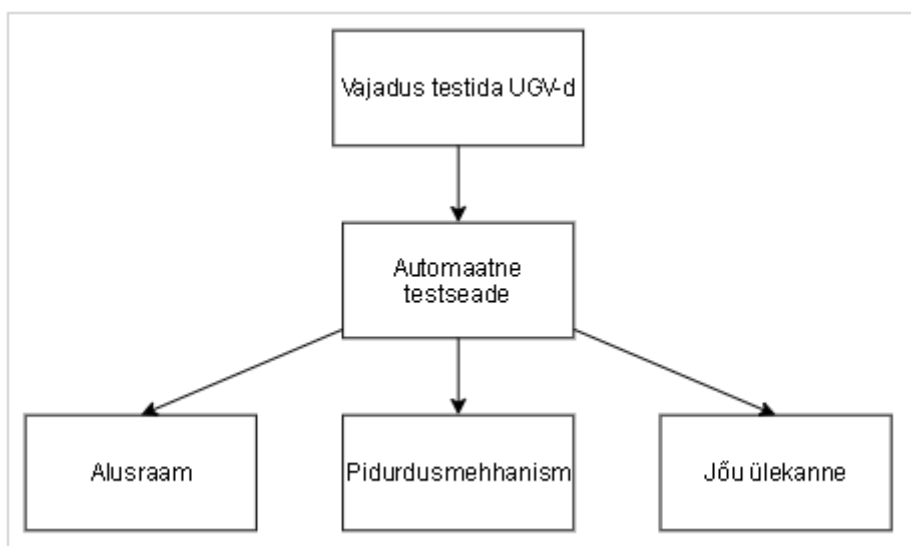 Vajadus testida UGV-d
Automaatne
testseade
Alusraam
Pidurdusmehhanism
Jõu ülekanne